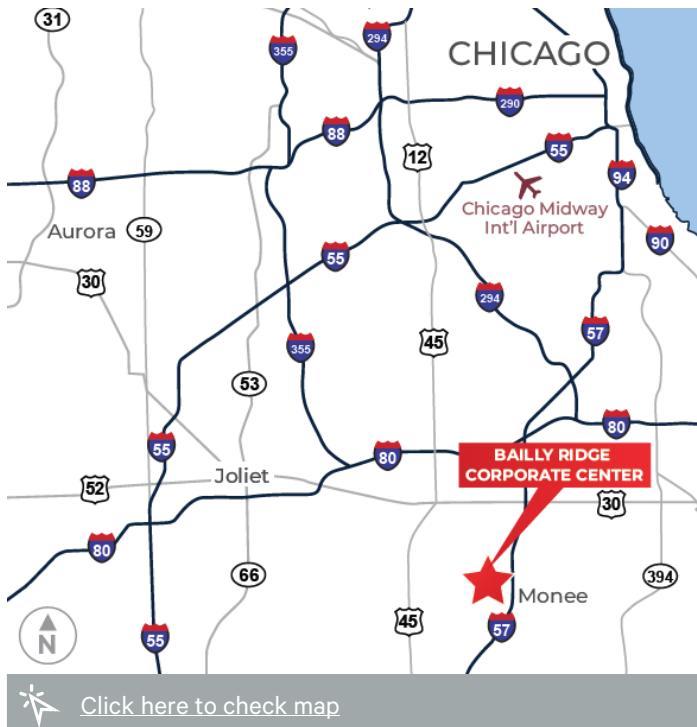 31
355
294
CHICAGO
290
88
12
55
94
88
Chicago Midway
Int'l Airport
Aurora
59
90
55
30
294
57
45
355
53
80
55
80
BAILLY RIDGE
CORPORATE CENTER
Joliet
52
30
80
66
394
Monee
45
57
55
N
Click here to check map